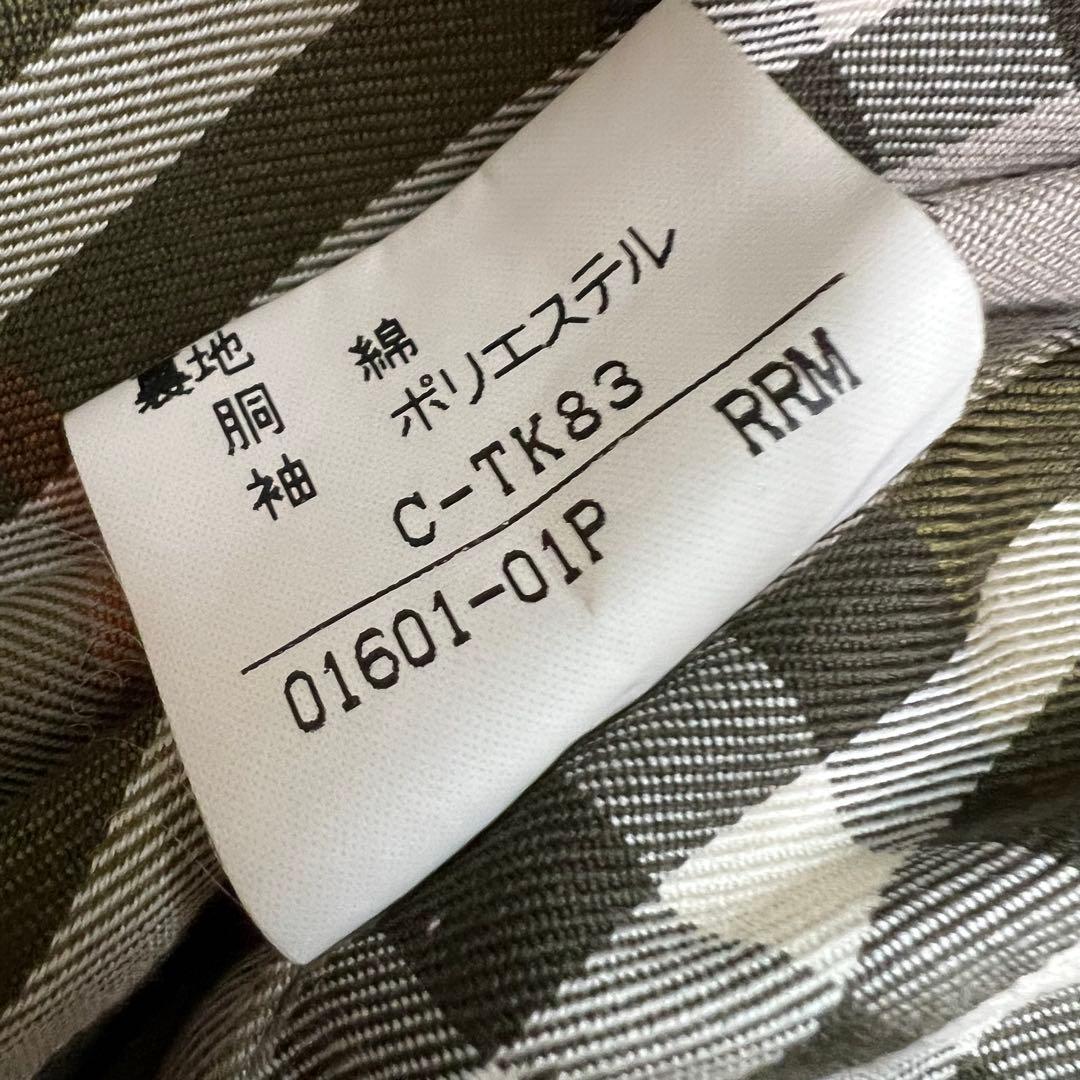 裏地
胴 綿
袖 ポリエステル
C-TK83
01601-01P RRM